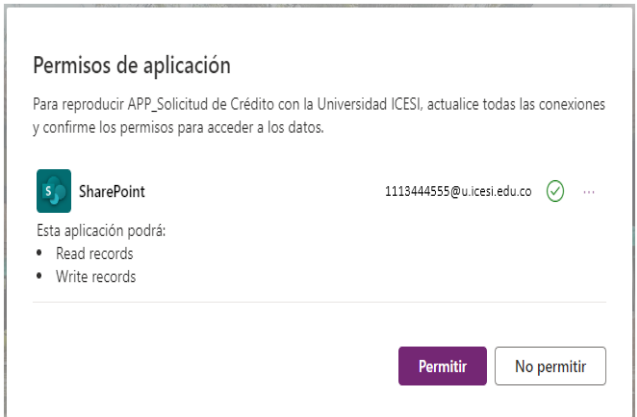 Permisos de aplicación
Para reproducir APP_Solicitud de Crédito con la Universidad ICESI, actualice todas las conexiones
y confirme los permisos para acceder a los datos.
S
SharePoint
1113444555@u.icesi.edu.co
...
Esta aplicación podrá:
• Read records
• Write records
Permitir
No permitir